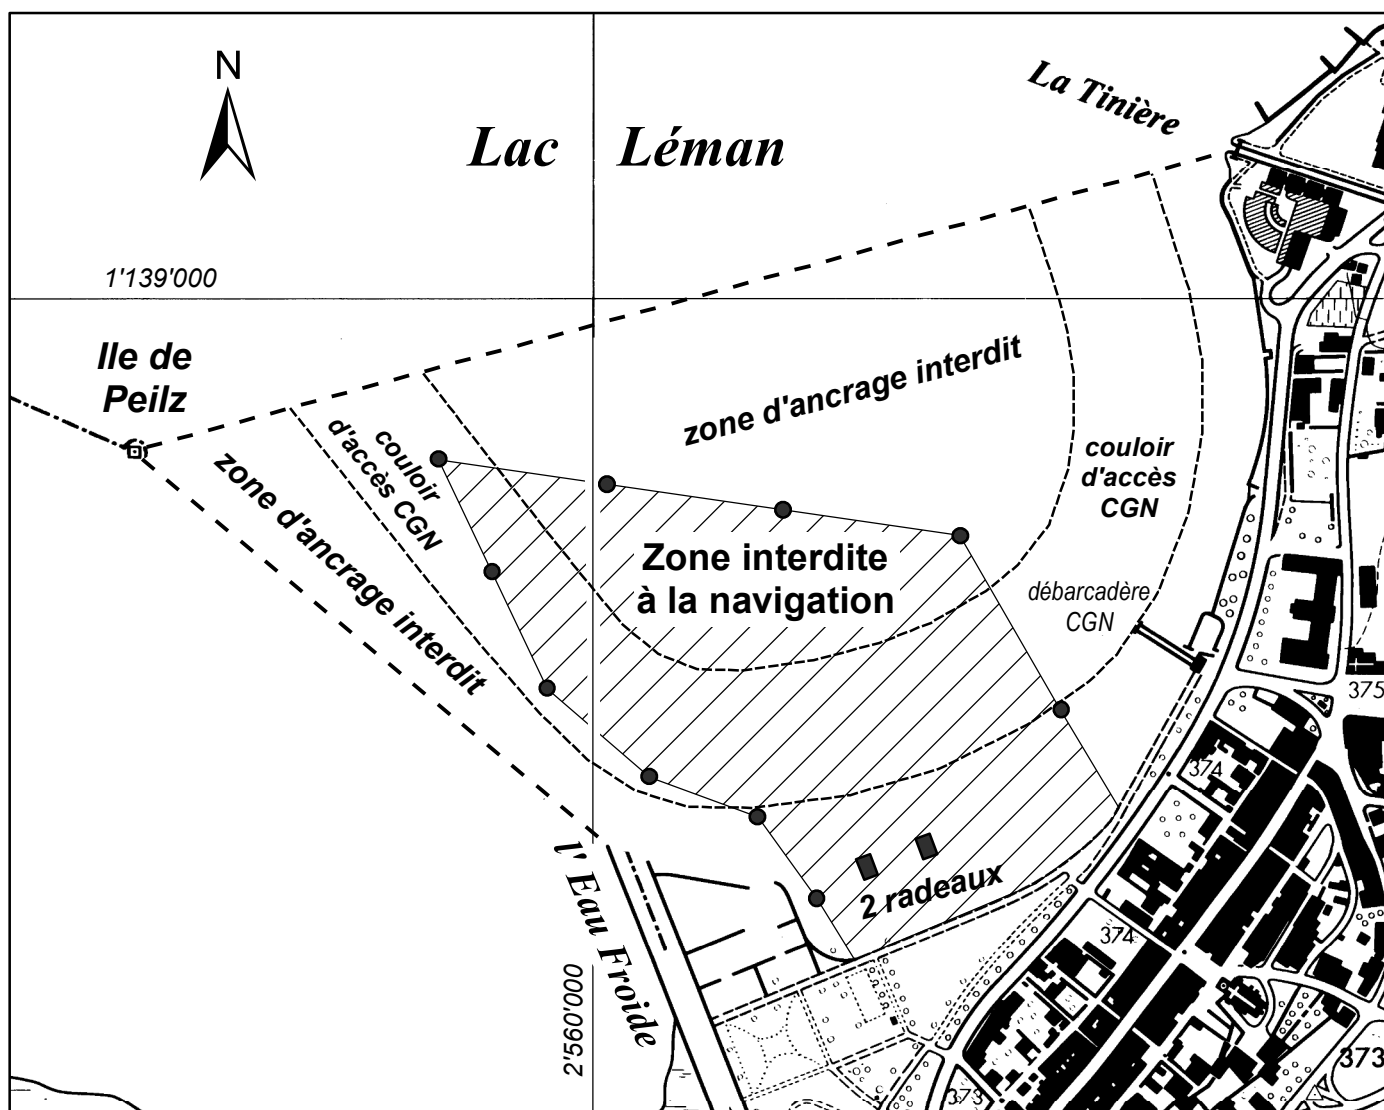 N
La Tinière
Lac Léman
1'139'000
Ile de
Peilz
zone d'ancrage interdit
couloir
d'accès CGN
zone d'ancrage interdit
couloir
d'accès
CGN
Zone interdite
à la navigation
débarcadère
CGN
375
374
2 radeaux
l'Eau Froide
374
2'560'000
373
373